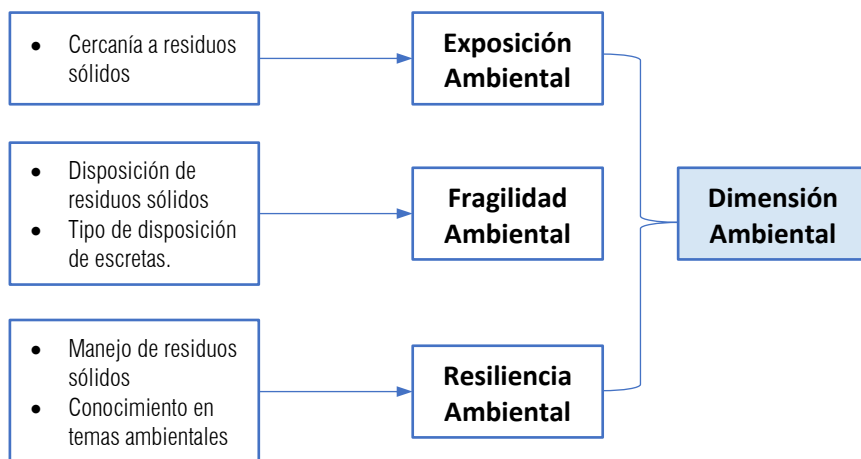 • Cercanía a residuos
sólidos
Exposición
Ambiental
• Disposición de
residuos sólidos
• Tipo de disposición
de escretas.
Fragilidad
Ambiental
Dimensión
Ambiental
• Manejo de residuos
sólidos
• Conocimiento en
temas ambientales
Resiliencia
Ambiental